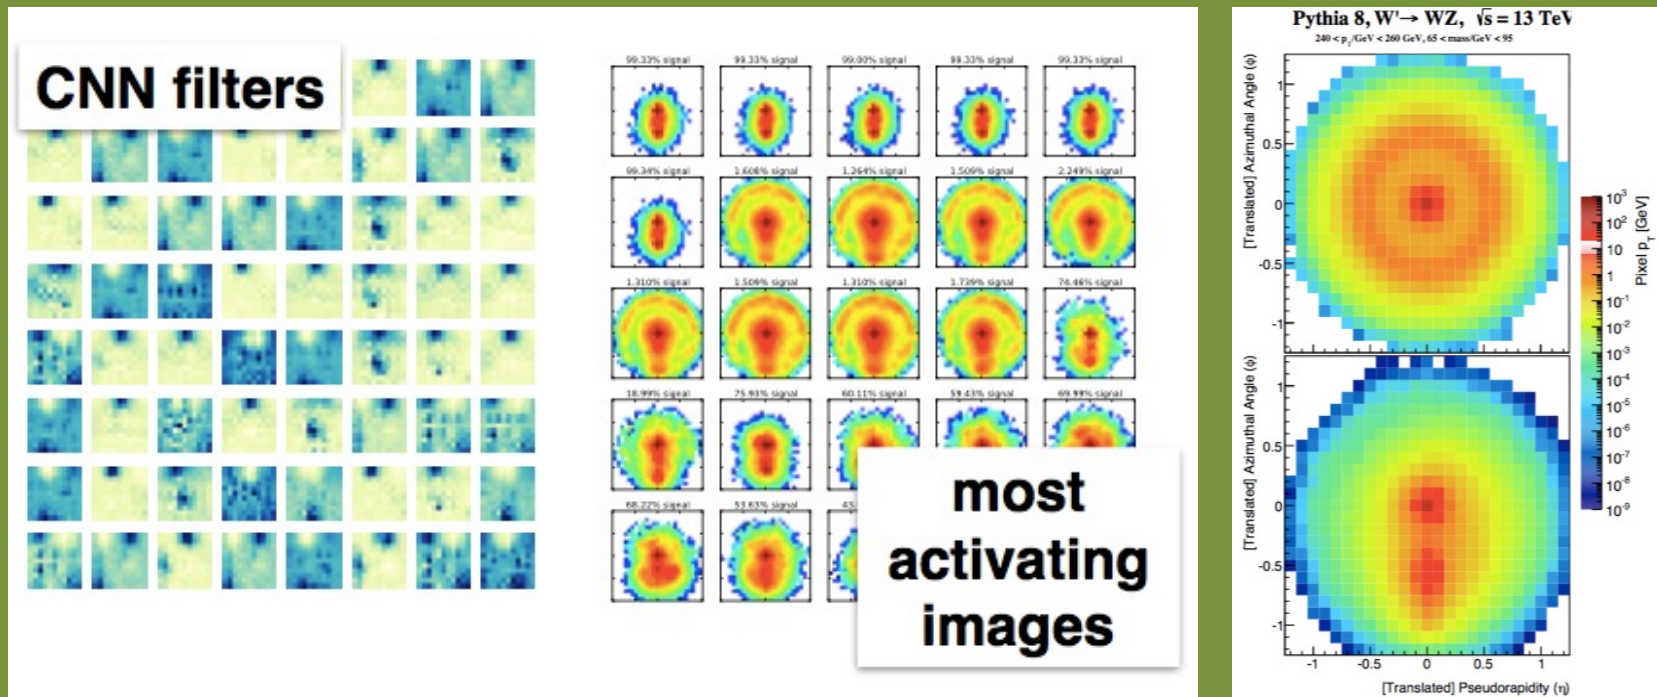 CNN filters
99.33% signal 99.33% signal 99.00% signal 99.33% signal 99.33% signal
99.34% signal 1.608% signal 1.264% signal 1.509% signal 2.249% signal
1.310% signal 1.509% signal 1.310% signal 1.739% signal 74.46% signal
18.99% signal 75.93% signal 60.11% signal 59.43% signal 69.99% signal
68.22% signal 53.63% signal 43.
most
activating
images
Pythia 8, W'→ WZ, √s = 13 TeV
240 < p_T/GeV < 260 GeV, 65 < mass/GeV < 95
[Translated] Azimuthal Angle (ϕ)
1
0.5
0
-0.5
-1
[Translated] Azimuthal Angle (ϕ)
1
0.5
0
-0.5
-1
-1 -0.5 0 0.5 1
[Translated] Pseudorapidity (η)
Pixel p_T [GeV]
10³
10²
10
1
10⁻¹
10⁻²
10⁻³
10⁻⁴
10⁻⁵
10⁻⁶
10⁻⁷
10⁻⁸
10⁻⁹